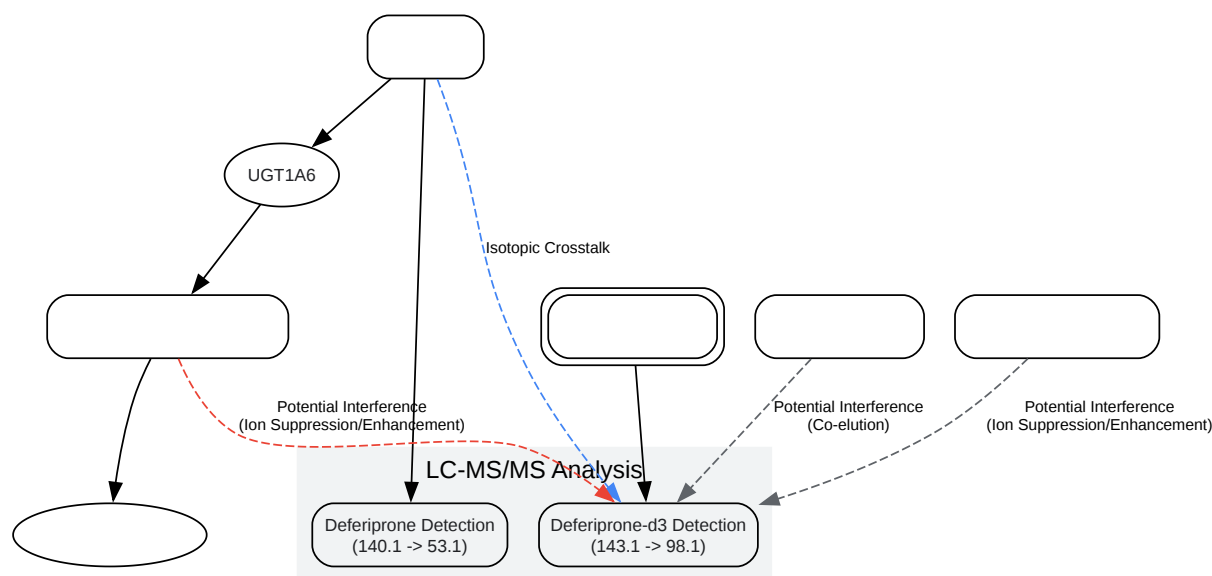 UGT1A6
Isotopic Crosstalk
Potential Interference
(Ion Suppression/Enhancement)
Potential Interference
(Co-elution)
Potential Interference
(Ion Suppression/Enhancement)
LC-MS/MS Analysis
Deferiprone Detection
(140.1 -> 53.1)
Deferiprone-d3 Detection
(143.1 -> 98.1)